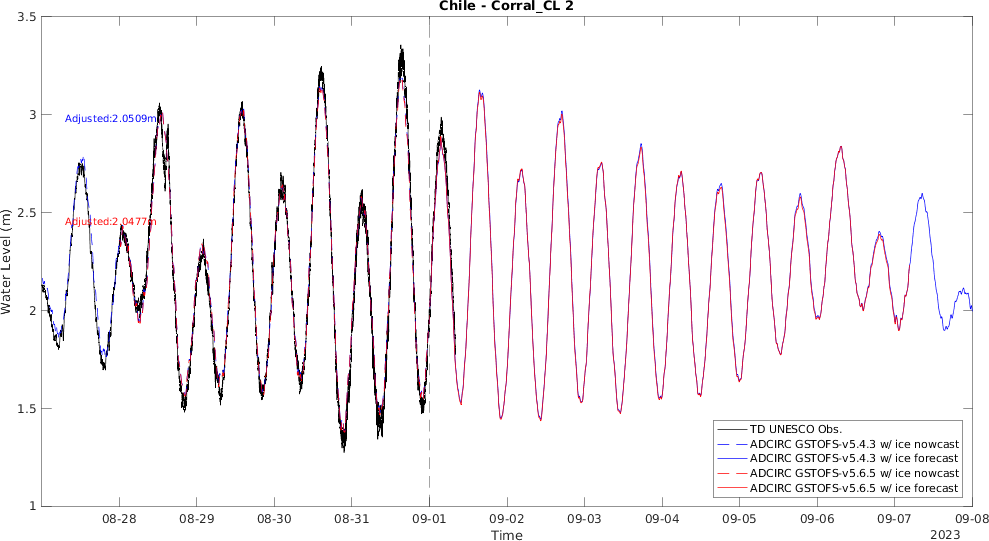 Chile - Corral_CL 2
3.5
3
2.5
2
1.5
1
Water Level (m)
Adjusted:2.0509m
Adjusted:2.0477m
TD UNESCO Obs.
ADCIRC GSTOFS-v5.4.3 w/ ice nowcast
ADCIRC GSTOFS-v5.4.3 w/ ice forecast
ADCIRC GSTOFS-v5.6.5 w/ ice nowcast
ADCIRC GSTOFS-v5.6.5 w/ ice forecast
08-28 08-29 08-30 08-31 09-01 09-02 09-03 09-04 09-05 09-06 09-07 09-08
Time
2023